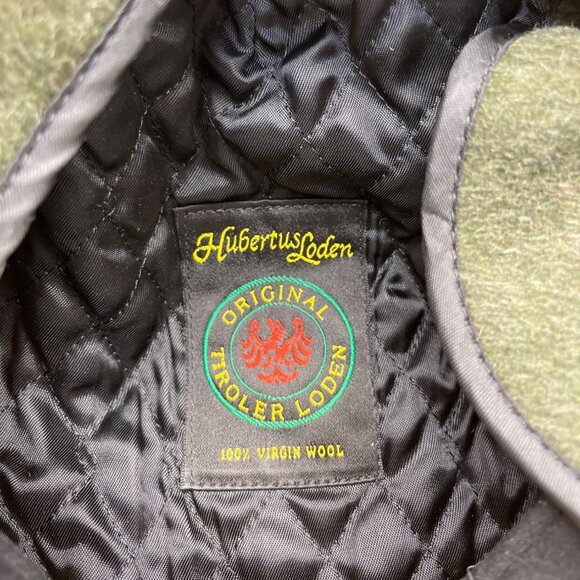 HubertusLoden
ORIGINAL
TIROLER LODEN
100% VIRGIN WOOL